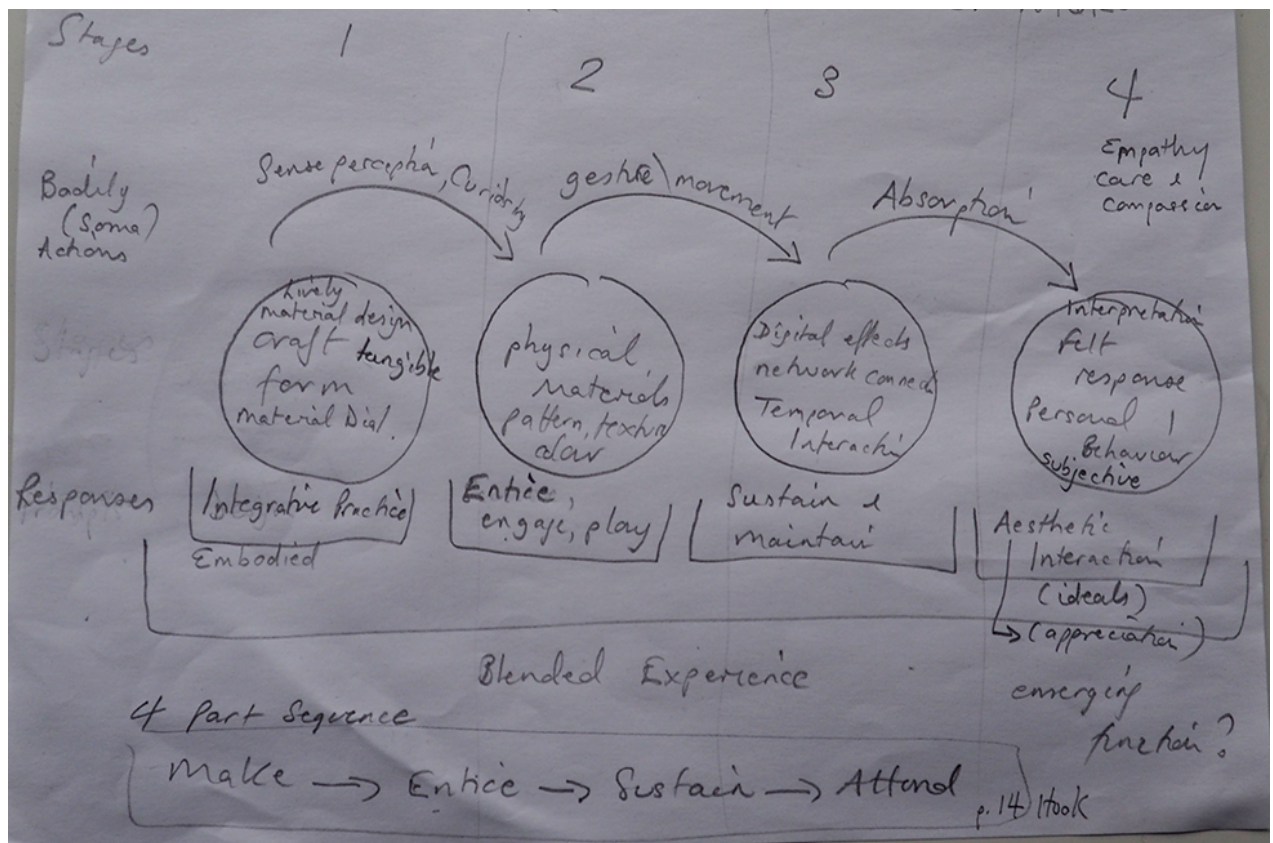 Stages 1 2 3 4
Bodily
(Soma)
Actions
Sense percepha, Curiosity
gesture \ movement
Absorption
Empathy
care &
compassion
Lively
material design
craft tangible
form
material Dial.
physical
Materials
pattern, texture
colour
Digital effects
network connect
Temporal
Interaction
Interpretation
felt
response
Personal /
Behaviour
subjective
Stages
Responses
Integrative Practice
Embodied
Entice,
engage, play
Sustain &
maintain
Aesthetic
Interaction
(ideals)
→ (appreciation)
Blended Experience
emerging
function?
4 Part Sequence
Make → Entice → Sustain → Attend
p.14 Hook